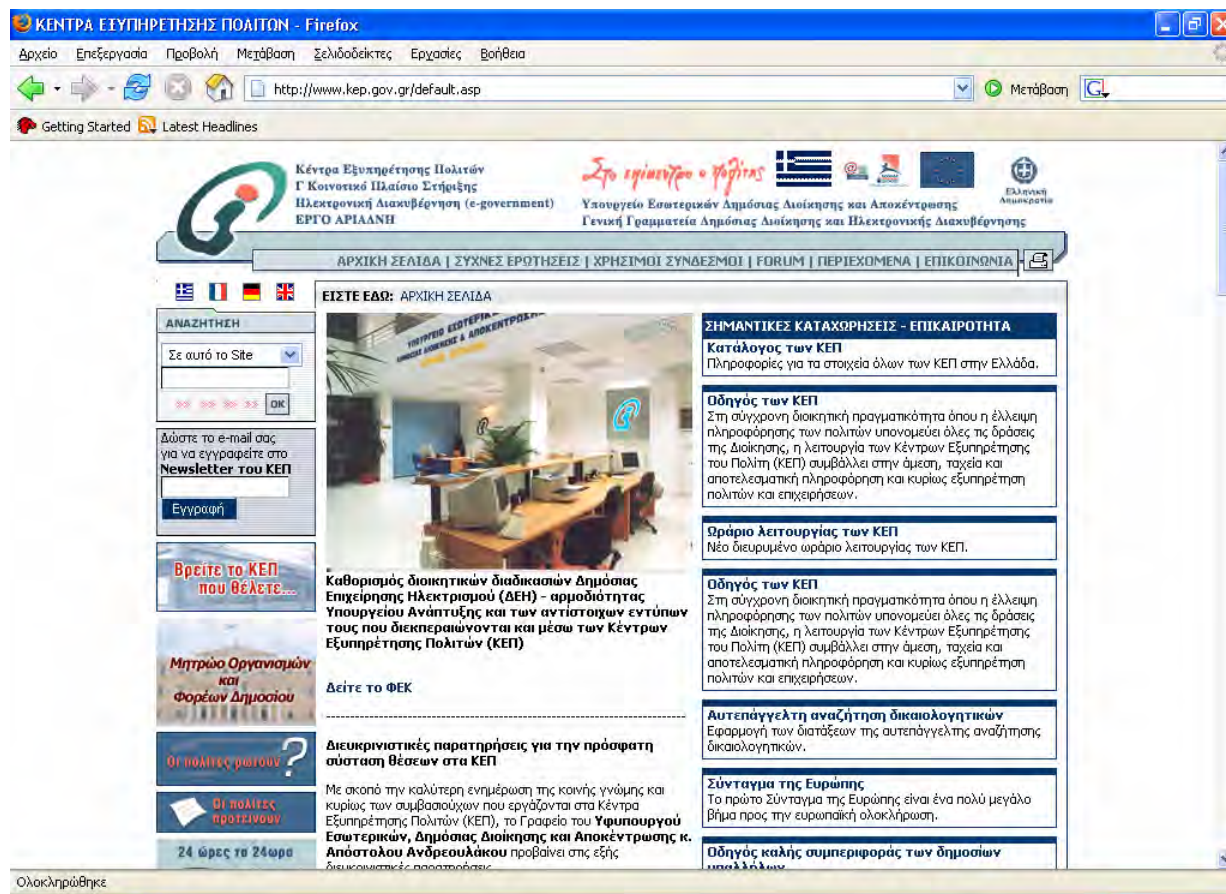 ΚΕΝΤΡΑ ΕΞΥΠΗΡΕΤΗΣΗΣ ΠΟΛΙΤΩΝ - Firefox
Αρχείο Επεξεργασία Προβολή Μετάβαση Σελιδοδείκτες Εργασίες Βοήθεια
http://www.kep.gov.gr/default.asp Μετάβαση
Getting Started Latest Headlines
Κέντρα Εξυπηρέτησης Πολιτών
Γ Κοινοτικό Πλαίσιο Στήριξης
Ηλεκτρονική Διακυβέρνηση (e-government)
ΕΡΓΟ ΑΡΙΑΔΝΗ
Στο επίκεντρο ο πολίτης
Ελληνική
Δημοκρατία
Υπουργείο Εσωτερικών Δημόσιας Διοίκησης και Αποκέντρωσης
Γενική Γραμματεία Δημόσιας Διοίκησης και Ηλεκτρονικής Διακυβέρνησης
ΑΡΧΙΚΗ ΣΕΛΙΔΑ | ΣΥΧΝΕΣ ΕΡΩΤΗΣΕΙΣ | ΧΡΗΣΙΜΟΙ ΣΥΝΔΕΣΜΟΙ | FORUM | ΠΕΡΙΕΧΟΜΕΝΑ | ΕΠΙΚΟΙΝΩΝΙΑ
ΑΝΑΖΗΤΗΣΗ
Σε αυτό το Site
OK
Δώστε το e-mail σας
για να εγγραφείτε στο
Newsletter του ΚΕΠ
Εγγραφή
Βρείτε το ΚΕΠ
που θέλετε...
Μητρώο Οργανισμών
και
Φορέων Δημοσίου
Οι πολίτες ρωτούν ?
Οι πολίτες
προτείνουν
24 ώρες το 24ωρο
ΕΙΣΤΕ ΕΔΩ: ΑΡΧΙΚΗ ΣΕΛΙΔΑ
ΥΠΟΥΡΓΕΙΟ ΕΣΩΤΕΡΙΚΩΝ
ΔΗΜΟΣΙΑΣ ΔΙΟΙΚΗΣΗΣ & ΑΠΟΚΕΝΤΡΩΣΗΣ
Καθορισμός διοικητικών διαδικασιών Δημόσιας
Επιχείρησης Ηλεκτρισμού (ΔΕΗ) - αρμοδιότητας
Υπουργείου Ανάπτυξης και των αντίστοιχων εντύπων
τους που διεκπεραιώνονται και μέσω των Κέντρων
Εξυπηρέτησης Πολιτών (ΚΕΠ)
Δείτε το ΦΕΚ
Διευκρινιστικές παρατηρήσεις για την πρόσφατη
σύσταση θέσεων στα ΚΕΠ
Με σκοπό την καλύτερη ενημέρωση της κοινής γνώμης και
κυρίως των συμβασιούχων που εργάζονται στα Κέντρα
Εξυπηρέτησης Πολιτών (ΚΕΠ), το Γραφείο του Υφυπουργού
Εσωτερικών, Δημόσιας Διοίκησης και Αποκέντρωσης κ.
Απόστολου Ανδρεουλάκου προβαίνει στις εξής
διευκρινιστικές παρατηρήσεις
ΣΗΜΑΝΤΙΚΕΣ ΚΑΤΑΧΩΡΗΣΕΙΣ - ΕΠΙΚΑΙΡΟΤΗΤΑ
Κατάλογος των ΚΕΠ
Πληροφορίες για τα στοιχεία όλων των ΚΕΠ στην Ελλάδα.
Οδηγός των ΚΕΠ
Στη σύγχρονη διοικητική πραγματικότητα όπου η έλλειψη
πληροφόρησης των πολιτών υπονομεύει όλες τις δράσεις
της Διοίκησης, η λειτουργία των Κέντρων Εξυπηρέτησης
του Πολίτη (ΚΕΠ) συμβάλλει στην άμεση, ταχεία και
αποτελεσματική πληροφόρηση και κυρίως εξυπηρέτηση
πολιτών και επιχειρήσεων.
Ωράριο λειτουργίας των ΚΕΠ
Νέο διευρυμένο ωράριο λειτουργίας των ΚΕΠ.
Οδηγός των ΚΕΠ
Στη σύγχρονη διοικητική πραγματικότητα όπου η έλλειψη
πληροφόρησης των πολιτών υπονομεύει όλες τις δράσεις
της Διοίκησης, η λειτουργία των Κέντρων Εξυπηρέτησης
του Πολίτη (ΚΕΠ) συμβάλλει στην άμεση, ταχεία και
αποτελεσματική πληροφόρηση και κυρίως εξυπηρέτηση
πολιτών και επιχειρήσεων.
Αυτεπάγγελτη αναζήτηση δικαιολογητικών
Εφαρμογή των διατάξεων της αυτεπάγγελτης αναζήτησης
δικαιολογητικών.
Σύνταγμα της Ευρώπης
Το πρώτο Σύνταγμα της Ευρώπης είναι ένα πολύ μεγάλο
βήμα προς την ευρωπαϊκή ολοκλήρωση.
Οδηγός καλής συμπεριφοράς των δημοσίων
υπαλλήλων
Ολοκληρώθηκε